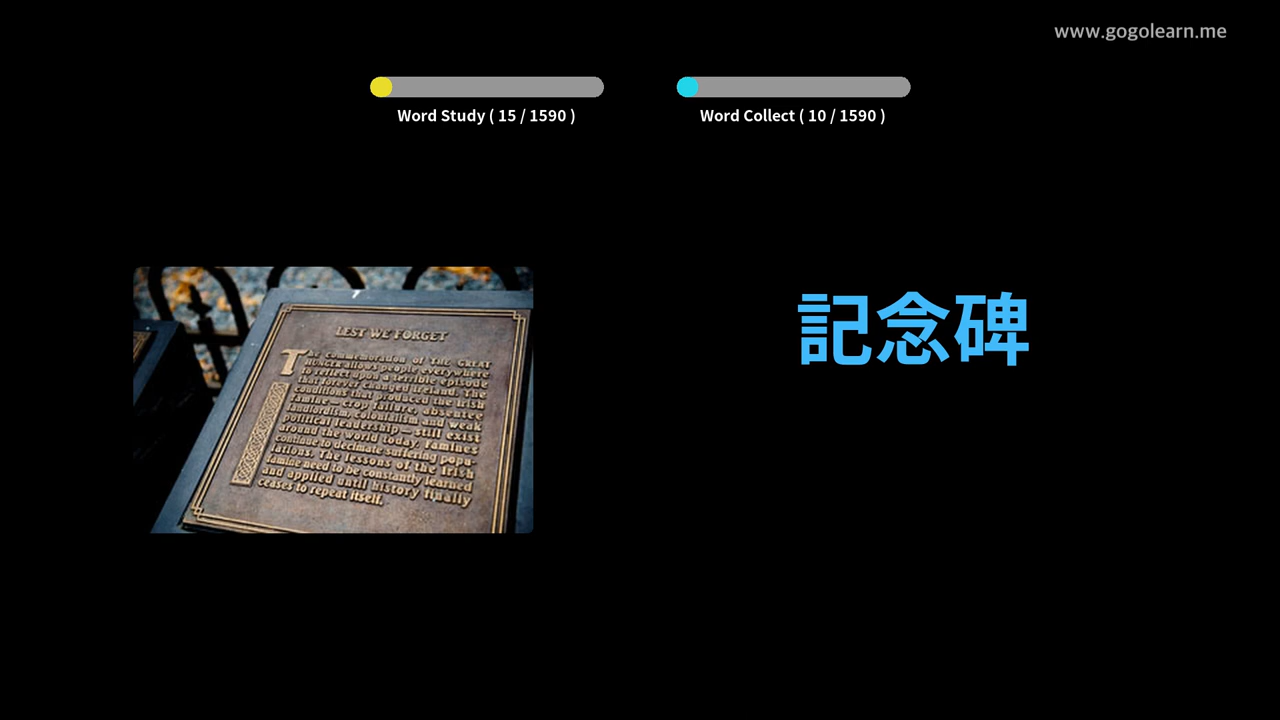 www.gogolearn.me
Word Study ( 15 / 1590 )
Word Collect ( 10 / 1590 )
記念碑
LEST WE FORGET
The commemoration of THE GREAT
HUNGER allows people everywhere
to reflect upon a terrible episode
that forever changed Ireland. The
conditions that produced the Irish
famine — crop failure, absentee
landlordism, colonialism and weak
political leadership — still exist
around the world today. Famines
continue to decimate suffering popu-
lations. The lessons of the Irish
famine need to be constantly learned
and applied until history finally
ceases to repeat itself.